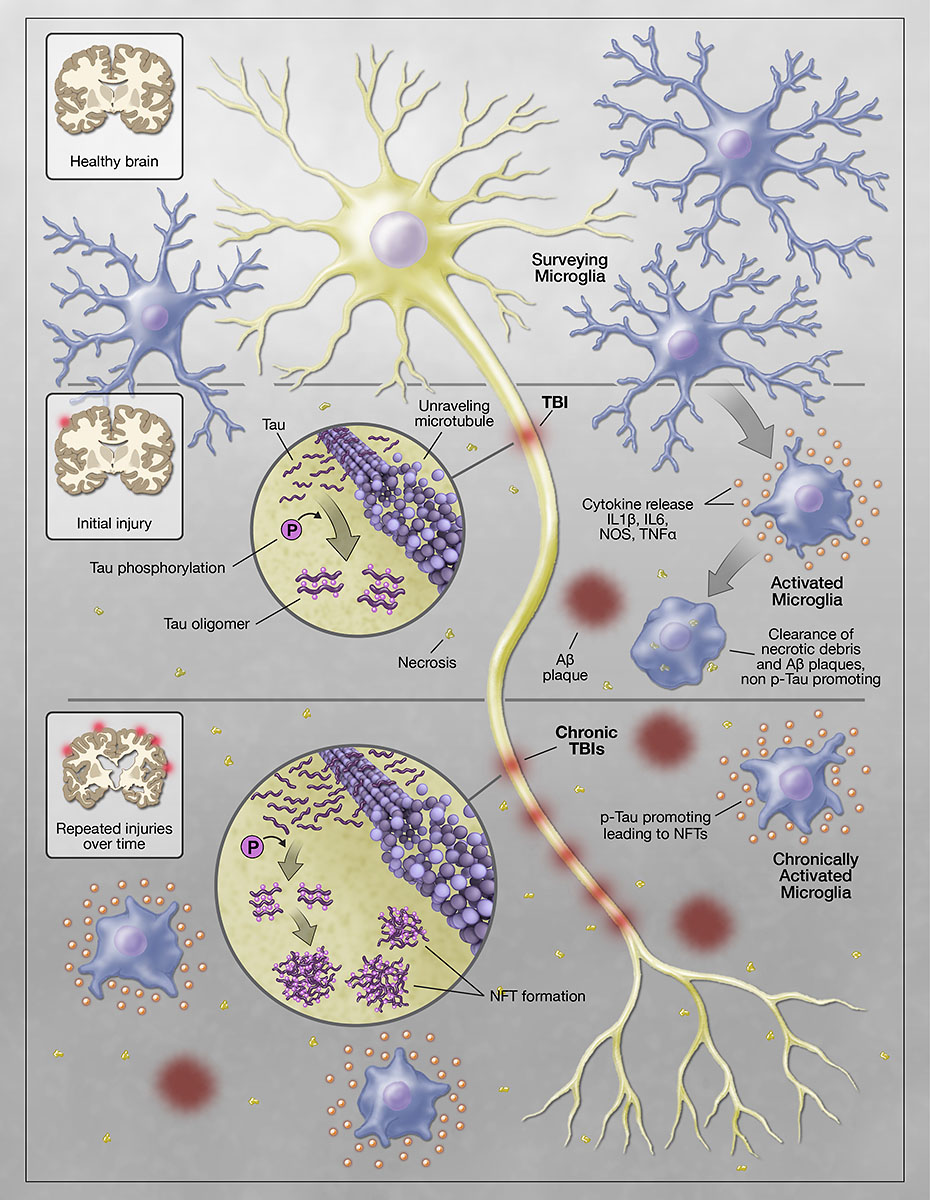 Healthy brain
Surveying
Microglia
Initial injury
Tau
Unraveling
microtubule
TBI
P
Tau phosphorylation
Tau oligomer
Necrosis
Cytokine release
IL1β, IL6,
NOS, TNFα
Activated
Microglia
Aβ
plaque
Clearance of
necrotic debris
and Aβ plaques,
non p-Tau promoting
Repeated injuries
over time
Chronic
TBIs
P
NFT formation
p-Tau promoting
leading to NFTs
Chronically
Activated
Microglia